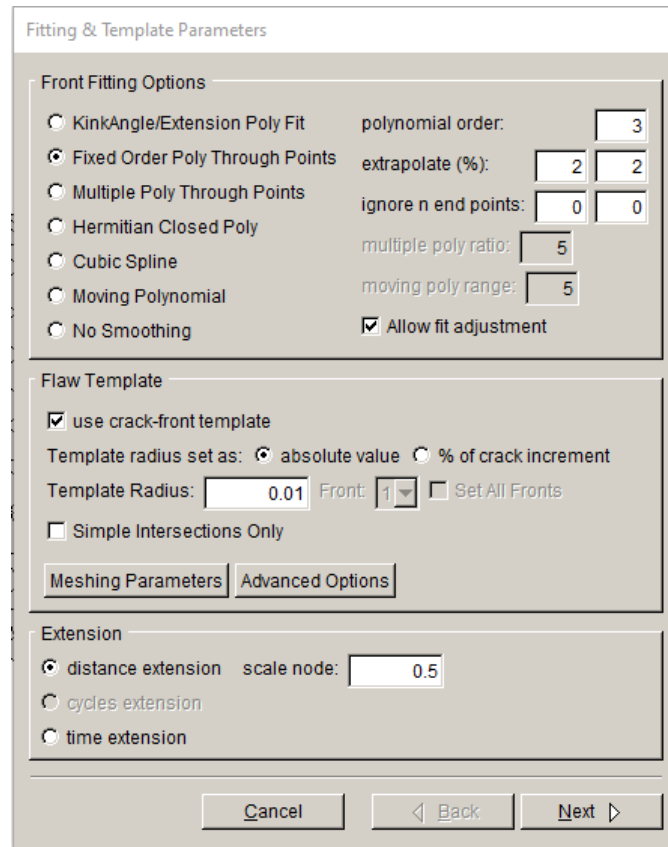 Fitting & Template Parameters
Front Fitting Options
KinkAngle/Extension Poly Fit
Fixed Order Poly Through Points
Multiple Poly Through Points
Hermitian Closed Poly
Cubic Spline
Moving Polynomial
No Smoothing
polynomial order: 3
extrapolate (%): 2 2
ignore n end points: 0 0
multiple poly ratio: 5
moving poly range: 5
Allow fit adjustment
Flaw Template
use crack-front template
Template radius set as: absolute value % of crack increment
Template Radius: 0.01 Front: 1 Set All Fronts
Simple Intersections Only
Meshing Parameters Advanced Options
Extension
distance extension scale node: 0.5
cycles extension
time extension
Cancel Back Next